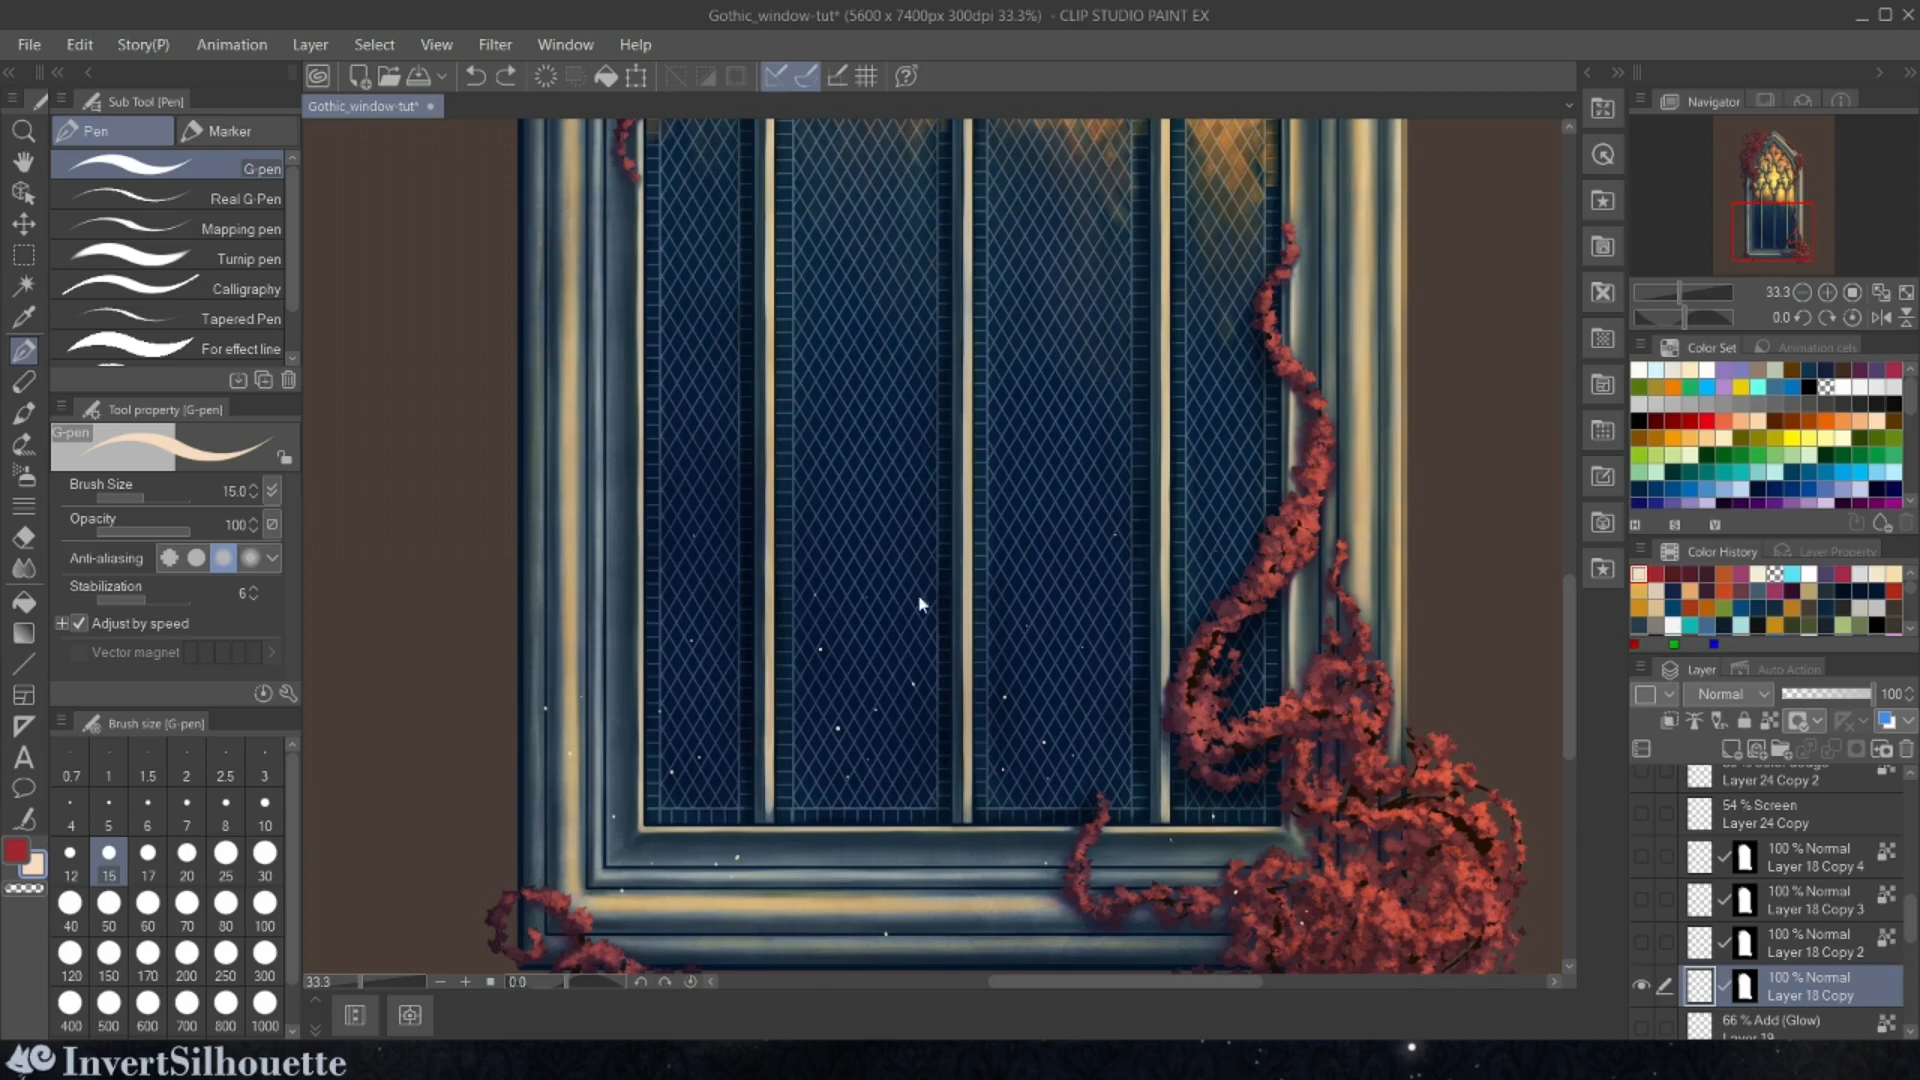 Gothic_window-tut* (5600 x 7400px 300dpi 33.3%) - CLIP STUDIO PAINT EX
File Edit Story(P) Animation Layer Select View Filter Window Help
Sub Tool [Pen]
Pen Marker
G-pen
Real G-Pen
Mapping pen
Turnip pen
Calligraphy
Tapered Pen
For effect line
Tool property [G-pen]
G-pen
Brush Size 15.0
Opacity 100
Anti-aliasing
Stabilization 6
Adjust by speed
Vector magnet
Brush size [G-pen]
0.7 1 1.5 2 2.5 3
4 5 6 7 8 10
12 15 17 20 25 30
40 50 60 70 80 100
120 150 170 200 250 300
400 500 600 700 800 1000
Gothic_window-tut*
33.3 0.0
Navigator
33.3
0.0
Color Set Animation cels
H S V
Color History Layer Property
Layer Auto Action
Normal 100
Layer 24 Copy 2
54 % Screen
Layer 24 Copy
100 % Normal
Layer 18 Copy 4
100 % Normal
Layer 18 Copy 3
100 % Normal
Layer 18 Copy 2
100 % Normal
Layer 18 Copy
66 % Add (Glow)
Layer 19
InvertSilhouette